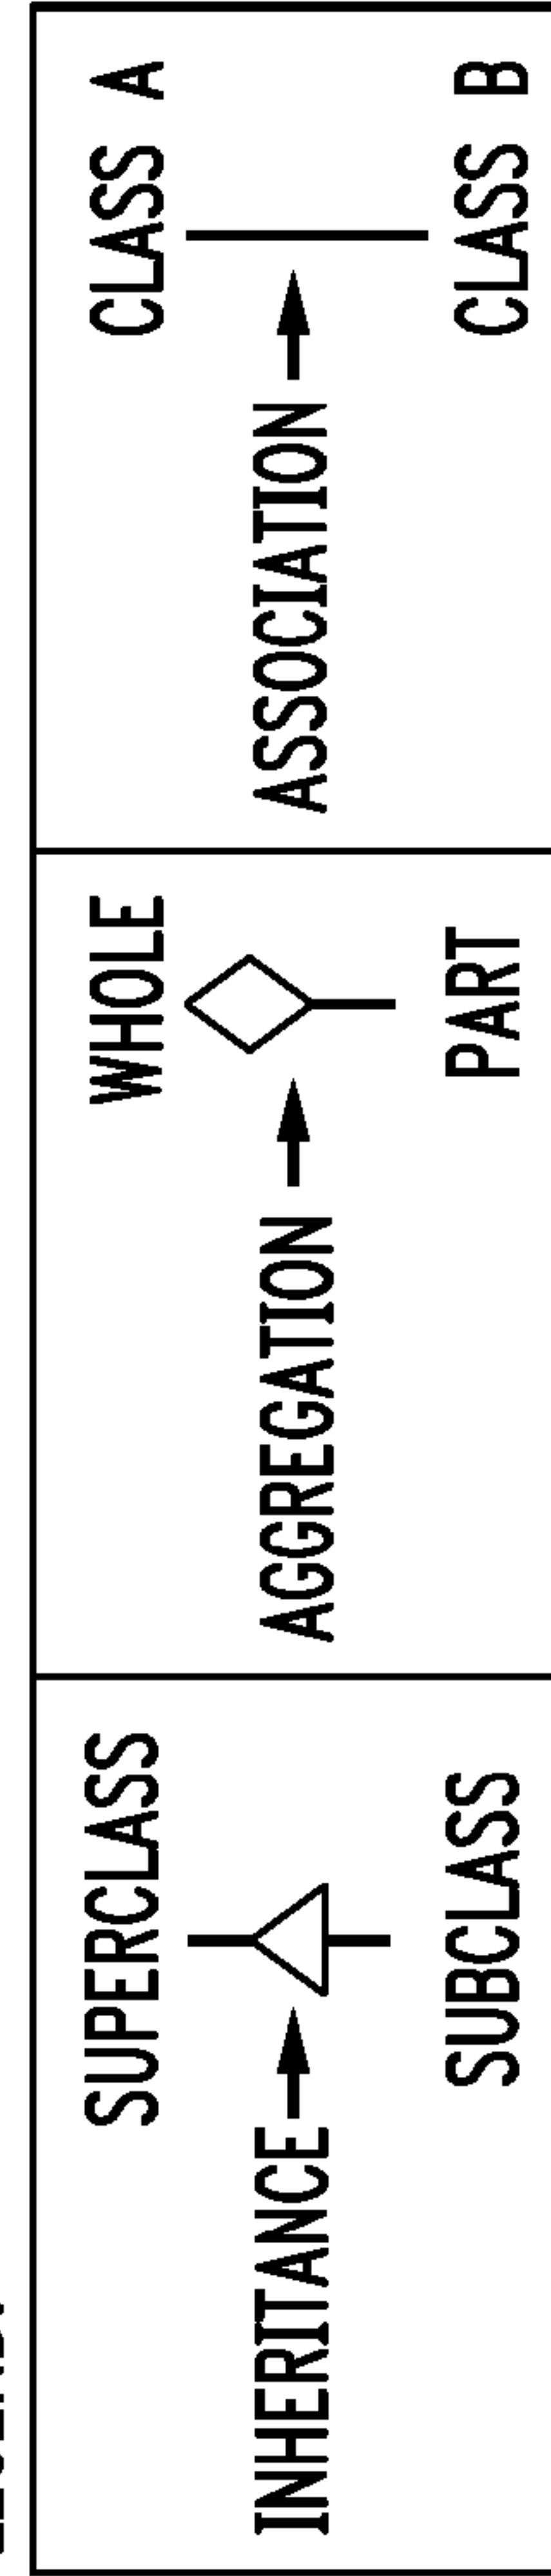 SUPERCLASS
INHERITANCE
SUBCLASS
WHOLE
AGGREGATION
PART
CLASS A
ASSOCIATION
CLASS B